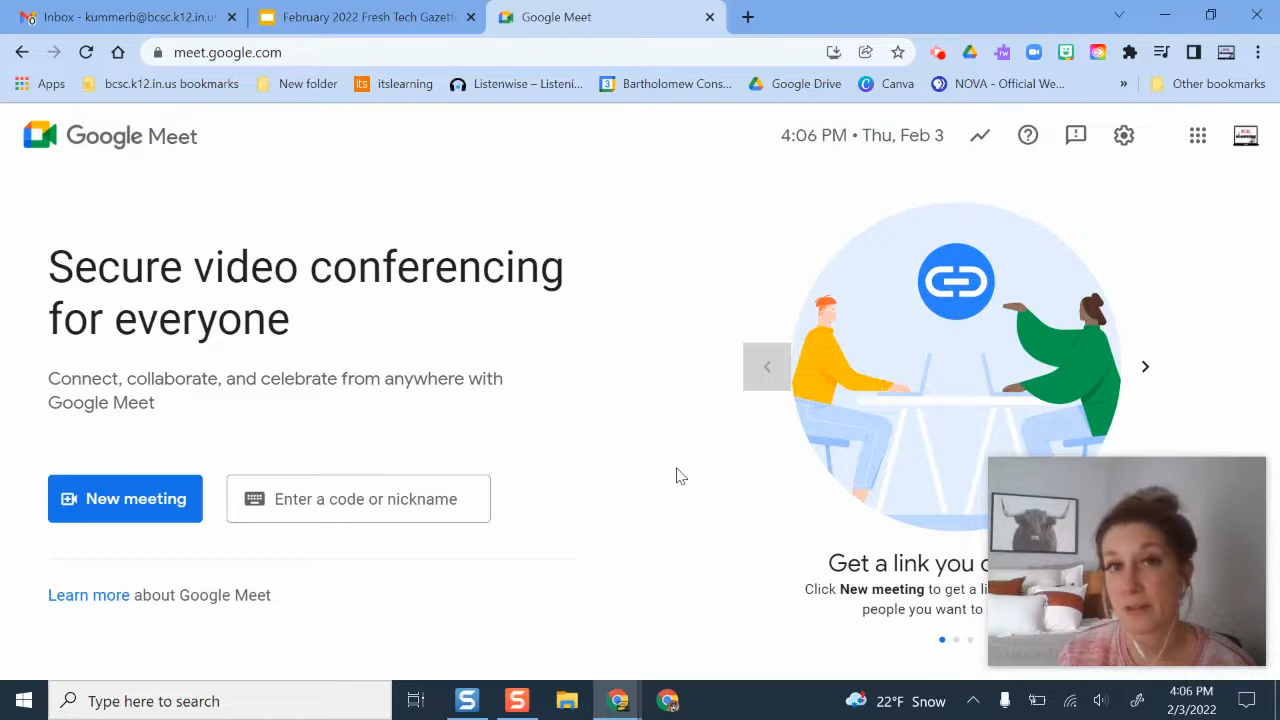 Inbox - kummerb@bcsc.k12.in.us
February 2022 Fresh Tech Gazett
Google Meet
meet.google.com
Apps
bcsc.k12.in.us bookmarks
New folder
its
itslearning
Listenwise – Listeni...
Bartholomew Cons...
Google Drive
Canva
NOVA - Official We...
»
Other bookmarks
Google Meet
4:06 PM • Thu, Feb 3
Secure video conferencing
for everyone
Connect, collaborate, and celebrate from anywhere with
Google Meet
New meeting
Enter a code or nickname
Learn more about Google Meet
Get a link you
Click New meeting to get a
people you want to
Type here to search
22°F Snow
4:06 PM
2/3/2022